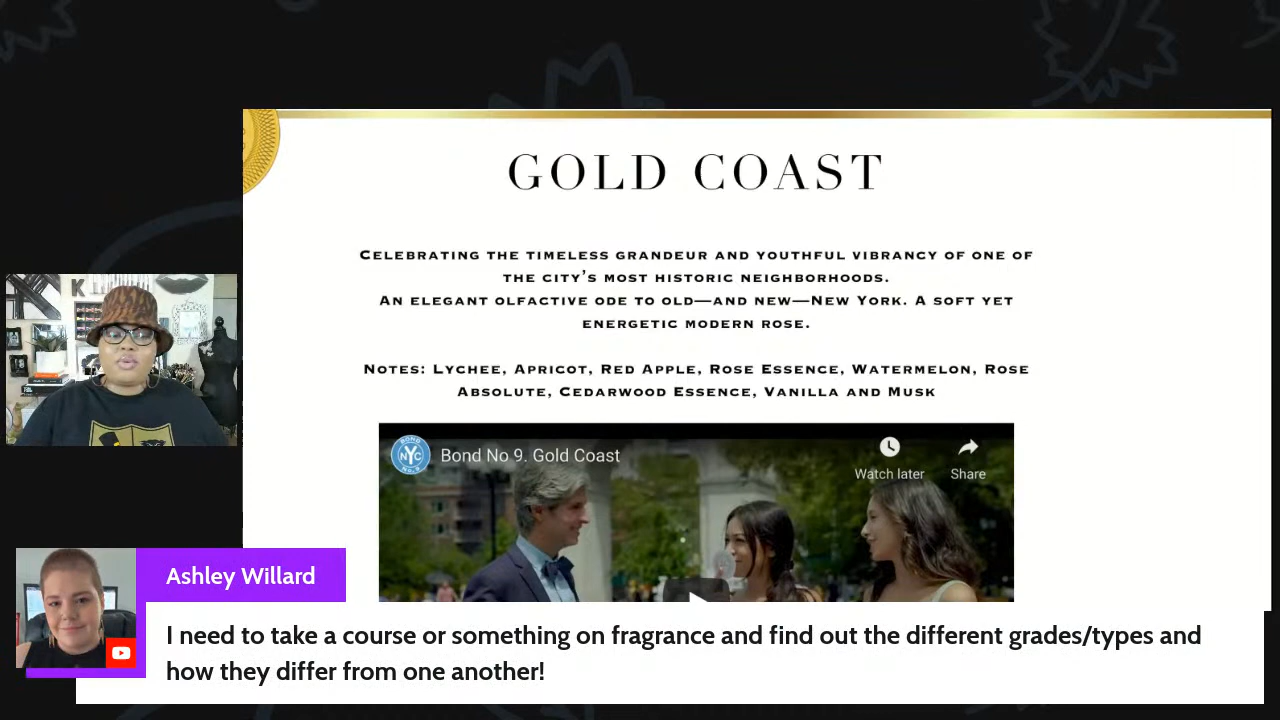 GOLD COAST
Celebrating the timeless grandeur and youthful vibrancy of one of
the city's most historic neighborhoods.
An elegant olfactive ode to old—and new—New York. A soft yet
energetic modern rose.
Notes: Lychee, Apricot, Red Apple, Rose Essence, Watermelon, Rose
Absolute, Cedarwood Essence, Vanilla and Musk
BOND
NYC
No. 9
Bond No 9. Gold Coast
Watch later
Share
K
Ashley Willard
I need to take a course or something on fragrance and find out the different grades/types and
how they differ from one another!